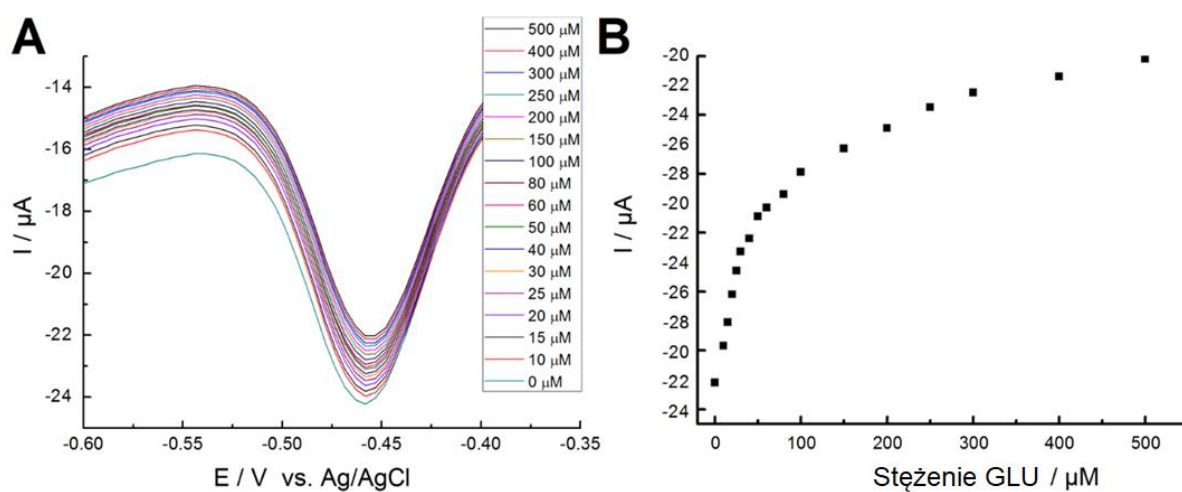 A
500 μM
400 μM
300 μM
250 μM
200 μM
150 μM
100 μM
80 μM
60 μM
50 μM
40 μM
30 μM
25 μM
20 μM
15 μM
10 μM
0 μM
-14
-16
-18
-20
-22
-24
I / μA
-0.60 -0.55 -0.50 -0.45 -0.40 -0.35
E / V vs. Ag/AgCl
B
-20
-22
-24
-26
-28
-20
-22
-24
-26
-28
-20
-22
-24
I / μA
0 100 200 300 400 500
Stężenie GLU / μM